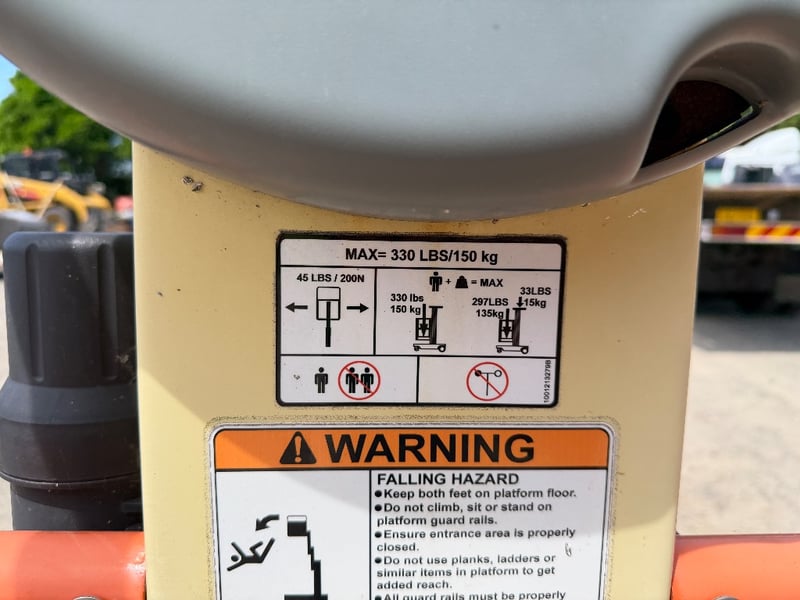 MAX= 330 LBS/150 kg
45 LBS / 200N
+ = MAX
330 lbs
150 kg
297LBS
135kg
33LBS
15kg
1001213279B
WARNING
FALLING HAZARD
•Keep both feet on platform floor.
•Do not climb, sit or stand on
platform guard rails.
•Ensure entrance area is properly
closed.
•Do not use planks, ladders or
similar items in platform to get
added reach.
•All guard rails must be properly